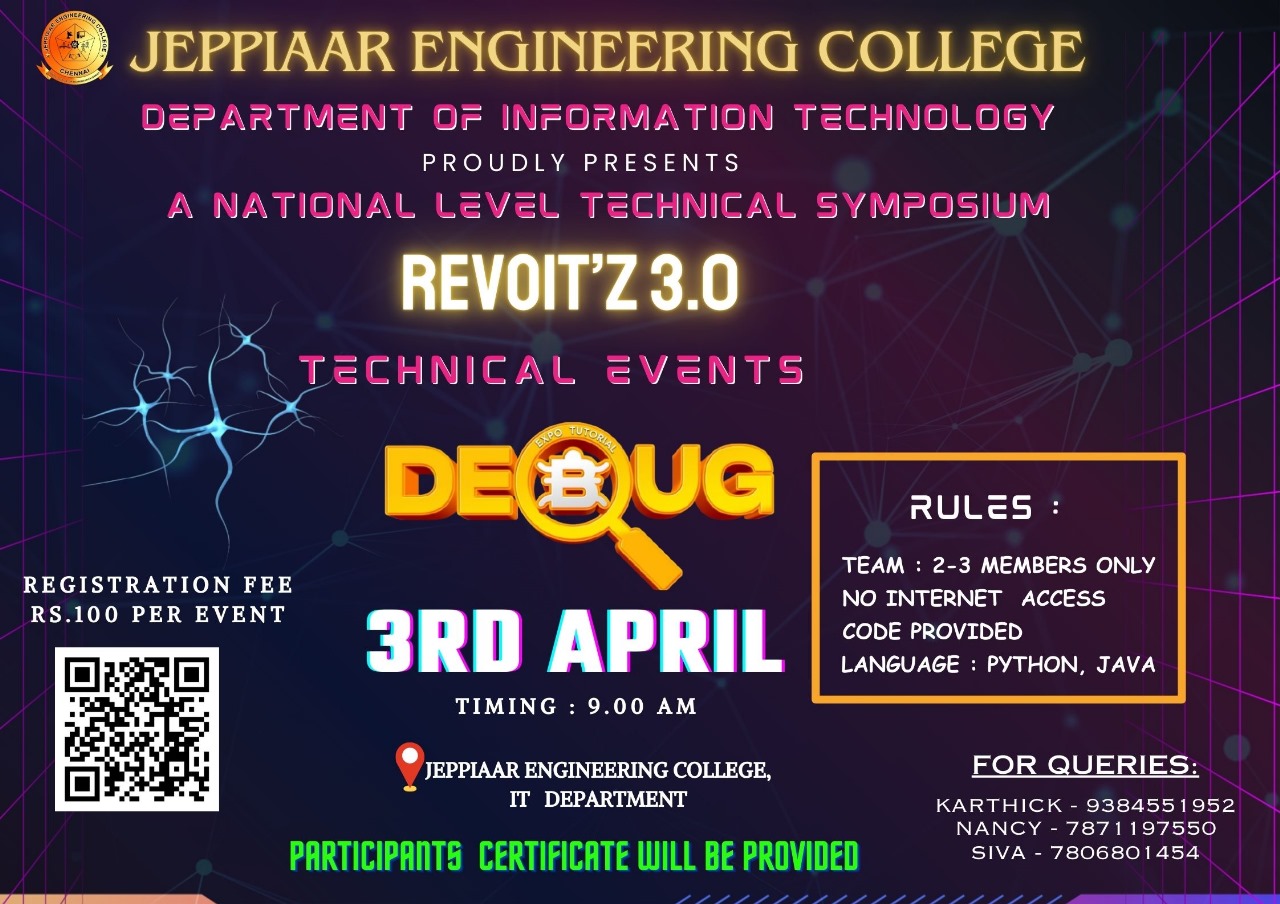 JEPPIAAR ENGINEERING COLLEGE
CHENNAI
DEPARTMENT OF INFORMATION TECHNOLOGY
PROUDLY PRESENTS
A NATIONAL LEVEL TECHNICAL SYMPOSIUM
REVOIT'Z 3.0
TECHNICAL EVENTS
EXPO TUTORIAL
DEBUG
RULES :
TEAM : 2-3 MEMBERS ONLY
NO INTERNET ACCESS
CODE PROVIDED
LANGUAGE : PYTHON, JAVA
REGISTRATION FEE
RS.100 PER EVENT
3RD APRIL
TIMING : 9.00 AM
JEPPIAAR ENGINEERING COLLEGE,
IT DEPARTMENT
FOR QUERIES:
KARTHICK - 9384551952
NANCY - 7871197550
SIVA - 7806801454
PARTICIPANTS CERTIFICATE WILL BE PROVIDED